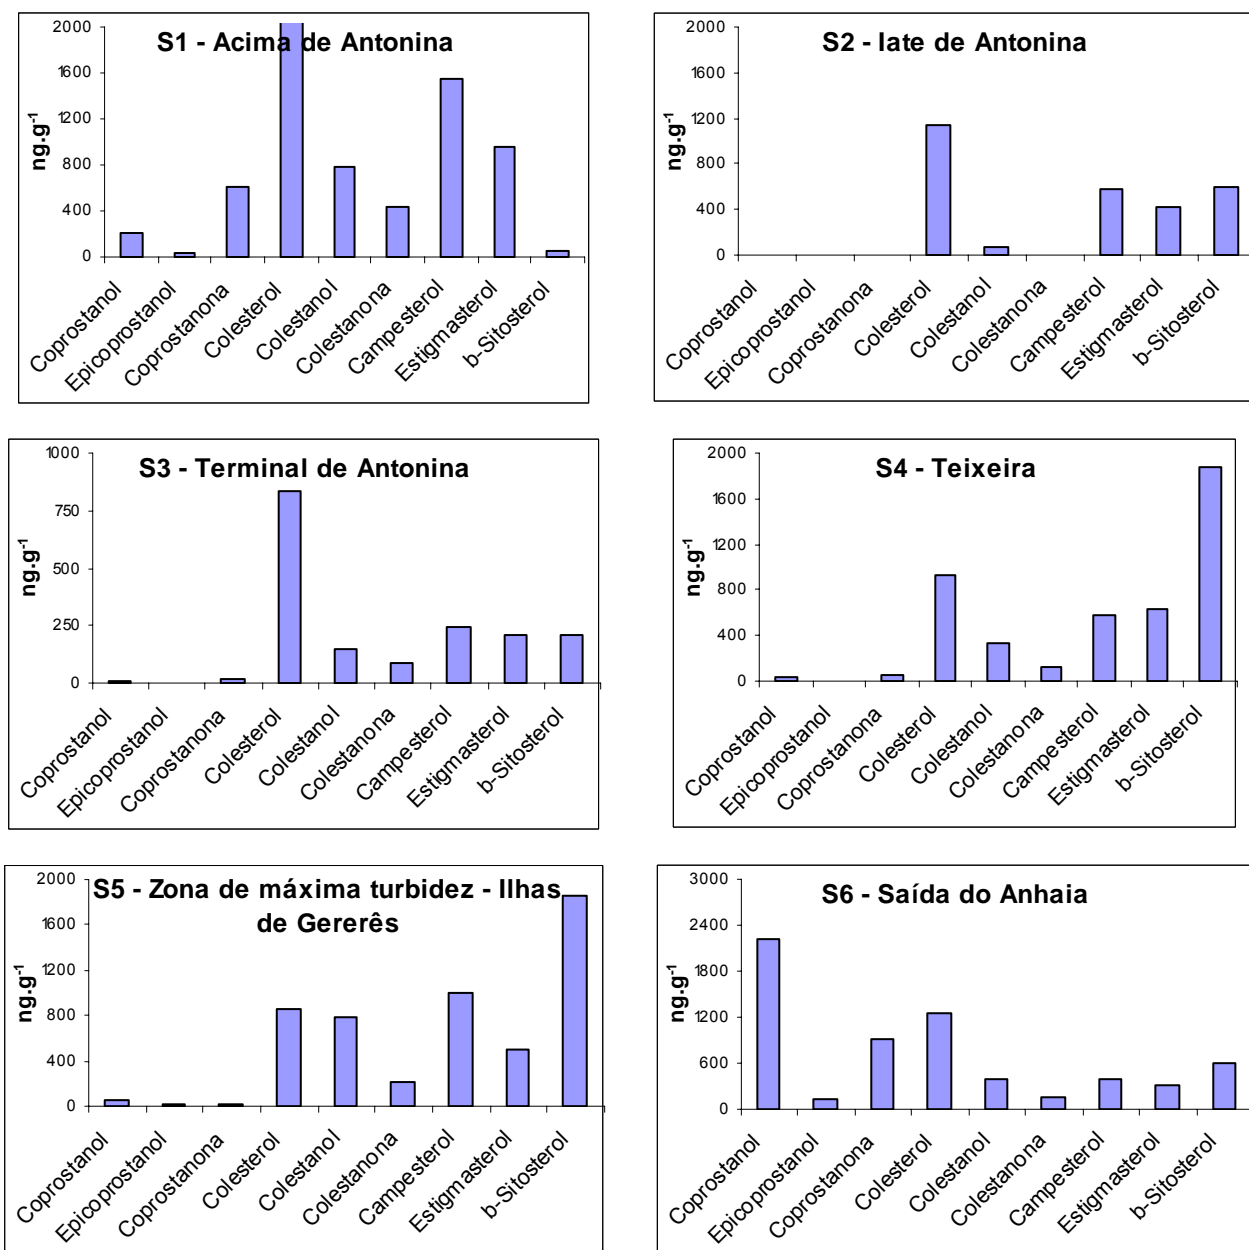 S1 - Acima de Antonina
ng.g-1
2000
1600
1200
800
400
0
Coprostanol
Epicoprostanol
Coprostanona
Colesterol
Colestanol
Colestanona
Campesterol
Estigmasterol
b-Sitosterol
S2 - Iate de Antonina
ng.g-1
2000
1600
1200
800
400
0
Coprostanol
Epicoprostanol
Coprostanona
Colesterol
Colestanol
Colestanona
Campesterol
Estigmasterol
b-Sitosterol
S3 - Terminal de Antonina
ng.g-1
1000
750
500
250
0
Coprostanol
Epicoprostanol
Coprostanona
Colesterol
Colestanol
Colestanona
Campesterol
Estigmasterol
b-Sitosterol
S4 - Teixeira
ng.g-1
2000
1600
1200
800
400
0
Coprostanol
Epicoprostanol
Coprostanona
Colesterol
Colestanol
Colestanona
Campesterol
Estigmasterol
b-Sitosterol
S5 - Zona de máxima turbidez - Ilhas
de Gererês
ng.g-1
2000
1600
1200
800
400
0
Coprostanol
Epicoprostanol
Coprostanona
Colesterol
Colestanol
Colestanona
Campesterol
Estigmasterol
b-Sitosterol
S6 - Saída do Anhaia
ng.g-1
3000
2400
1800
1200
600
0
Coprostanol
Epicoprostanol
Coprostanona
Colesterol
Colestanol
Colestanona
Campesterol
Estigmasterol
b-Sitosterol